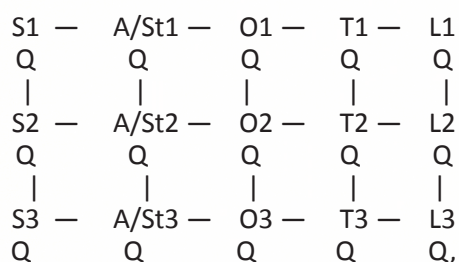 S1 — A/St1 — O1 — T1 — L1
Q Q Q Q Q
| | | | |
S2 — A/St2 — O2 — T2 — L2
Q Q Q Q Q
| | | | |
S3 — A/St3 — O3 — T3 — L3
Q Q Q Q Q,